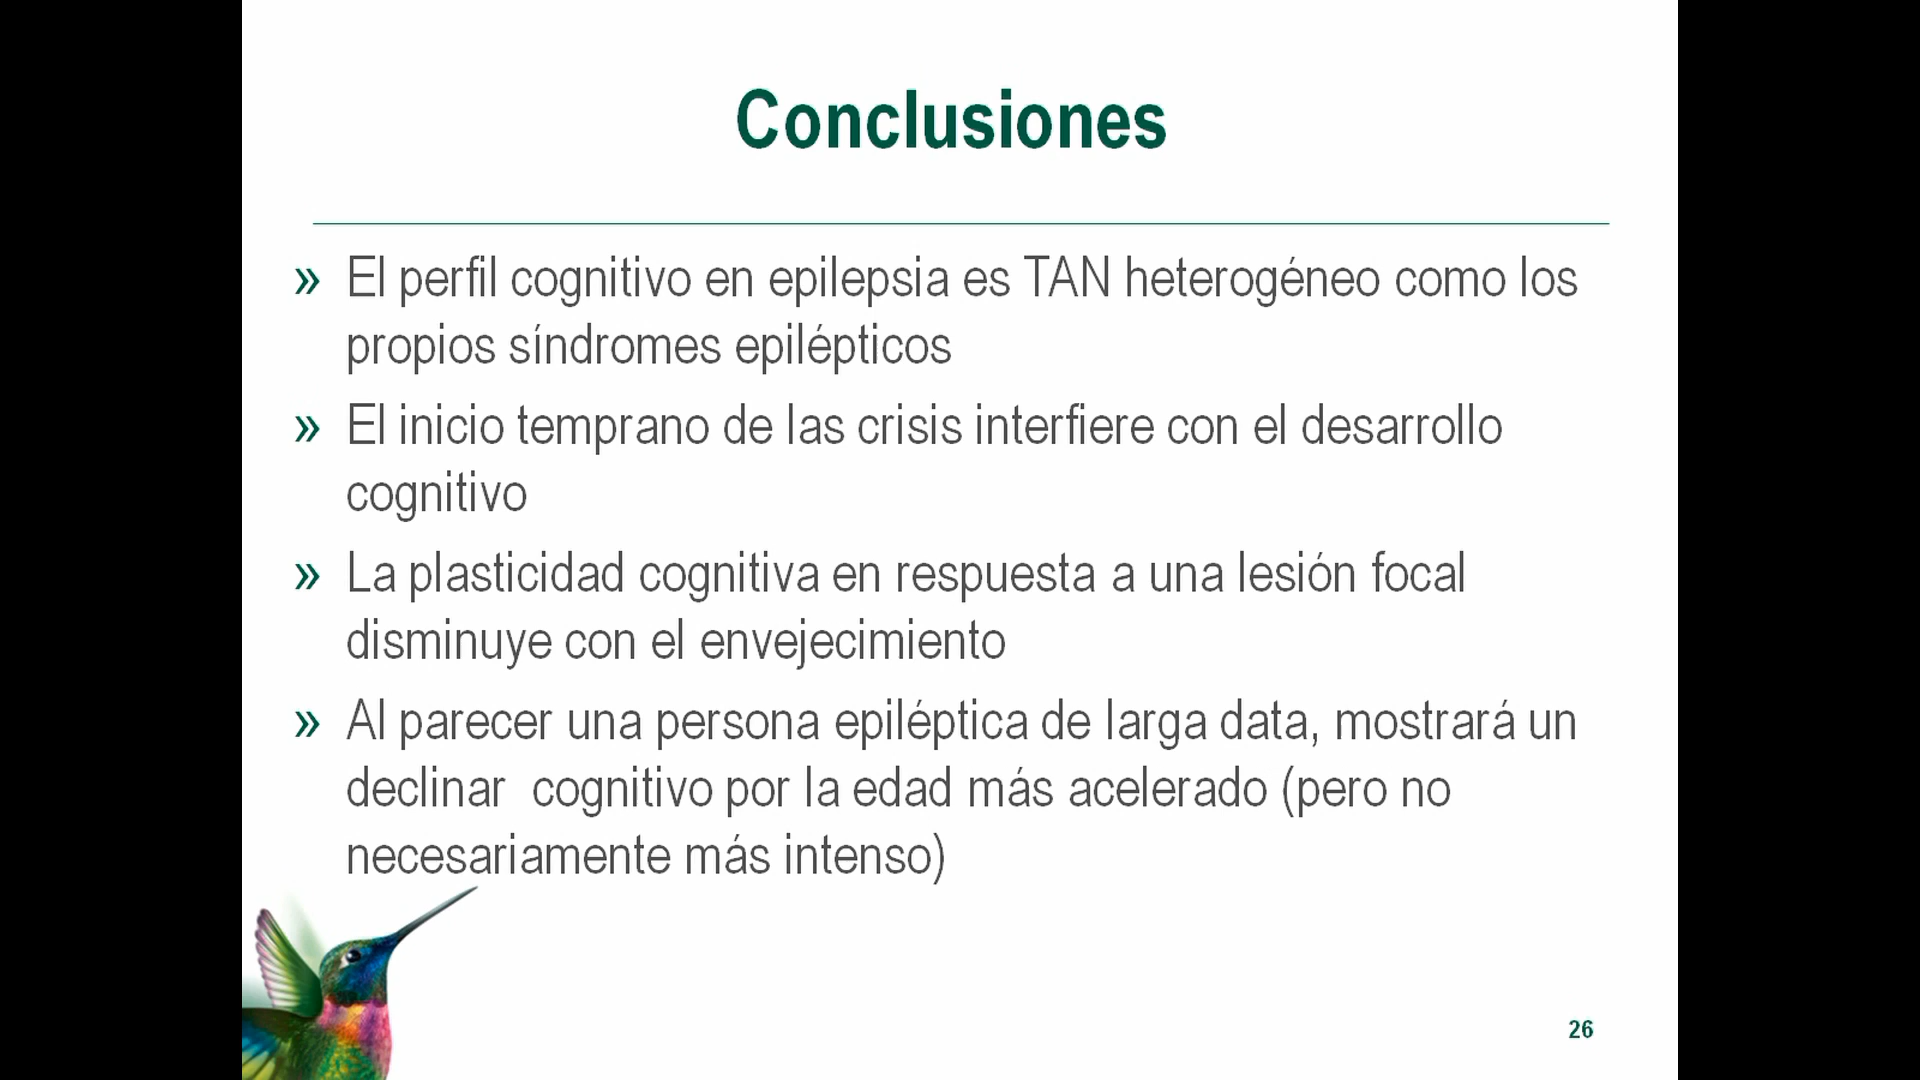 Conclusiones
» El perfil cognitivo en epilepsia es TAN heterogéneo como los
propios síndromes epilépticos
» El inicio temprano de las crisis interfiere con el desarrollo
cognitivo
» La plasticidad cognitiva en respuesta a una lesión focal
disminuye con el envejecimiento
» Al parecer una persona epiléptica de larga data, mostrará un
declinar  cognitivo por la edad más acelerado (pero no
necesariamente más intenso)
26